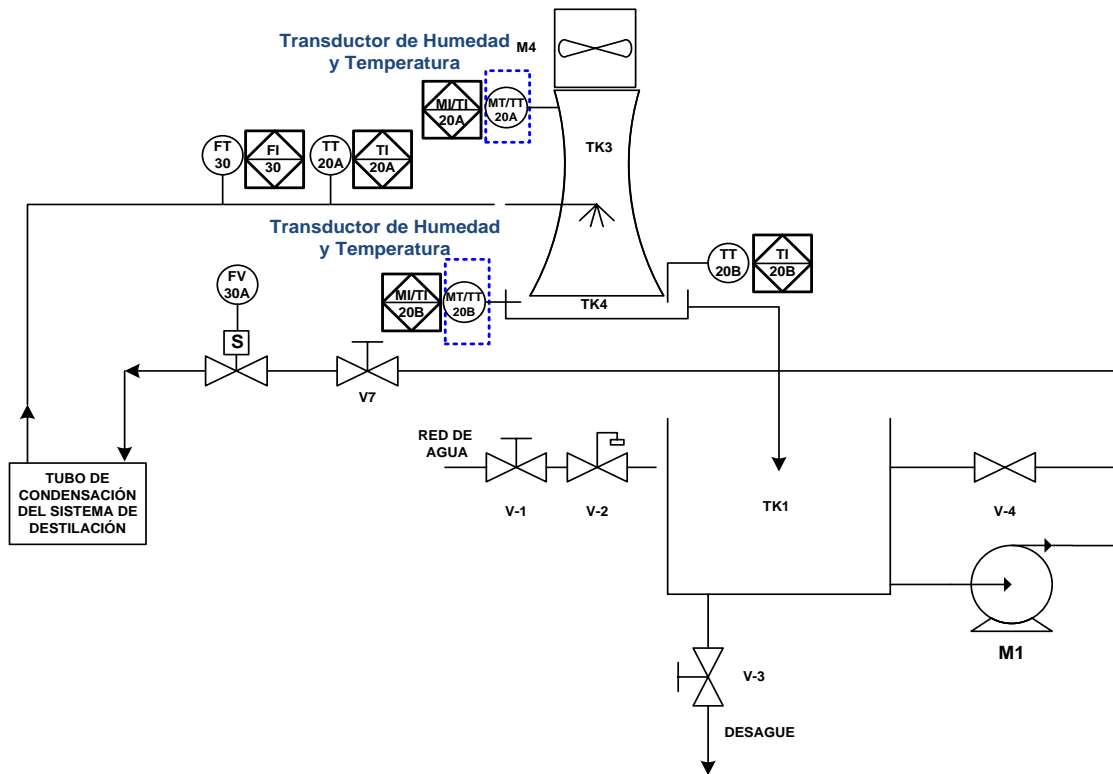 Transductor de Humedad
y Temperatura
M4
MI/TI
20A
MT/TT
20A
TK3
FT
30
FI
30
TT
20A
TI
20A
Transductor de Humedad
y Temperatura
TT
20B
TI
20B
FV
30A
MI/TI
20B
MT/TT
20B
TK4
S
V7
RED DE
AGUA
V-1
V-2
TK1
V-4
TUBO DE
CONDENSACIÓN
DEL SISTEMA DE
DESTILACIÓN
M1
V-3
DESAGUE